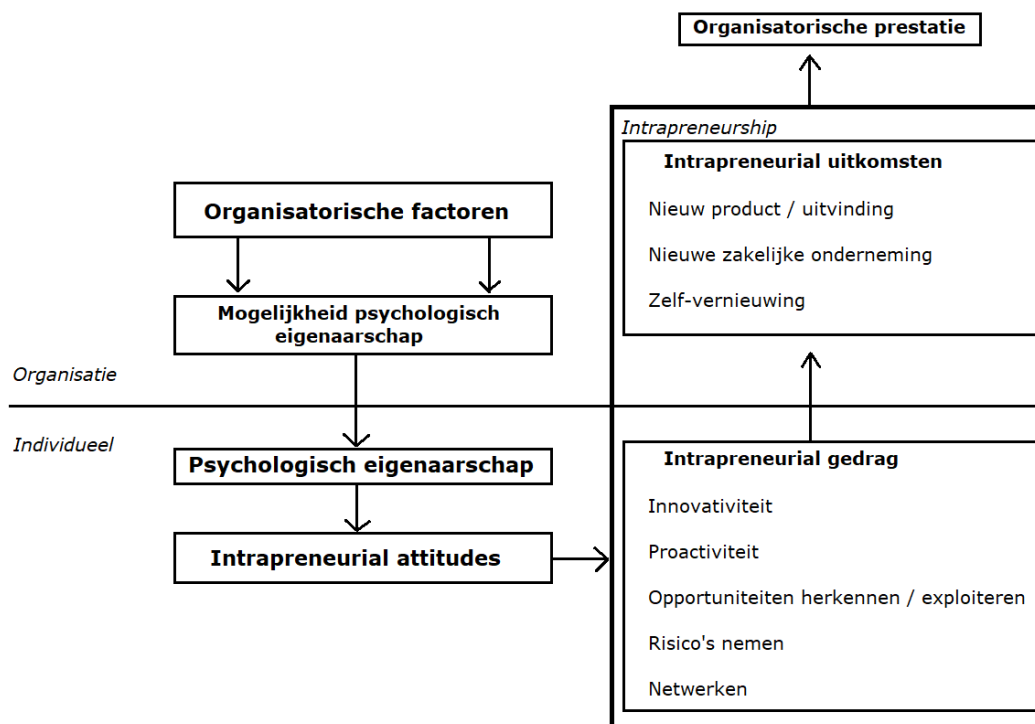 Organisatorische prestatie
Intrapreneurship
Intrapreneurial uitkomsten
Nieuw product / uitvinding
Nieuwe zakelijke onderneming
Zelf-vernieuwing
Organisatorische factoren
Mogelijkheid psychologisch
eigenaarschap
Organisatie
Individueel
Psychologisch eigenaarschap
Intrapreneurial attitudes
Intrapreneurial gedrag
Innovativiteit
Proactiviteit
Opportuniteiten herkennen / exploiteren
Risico's nemen
Netwerken